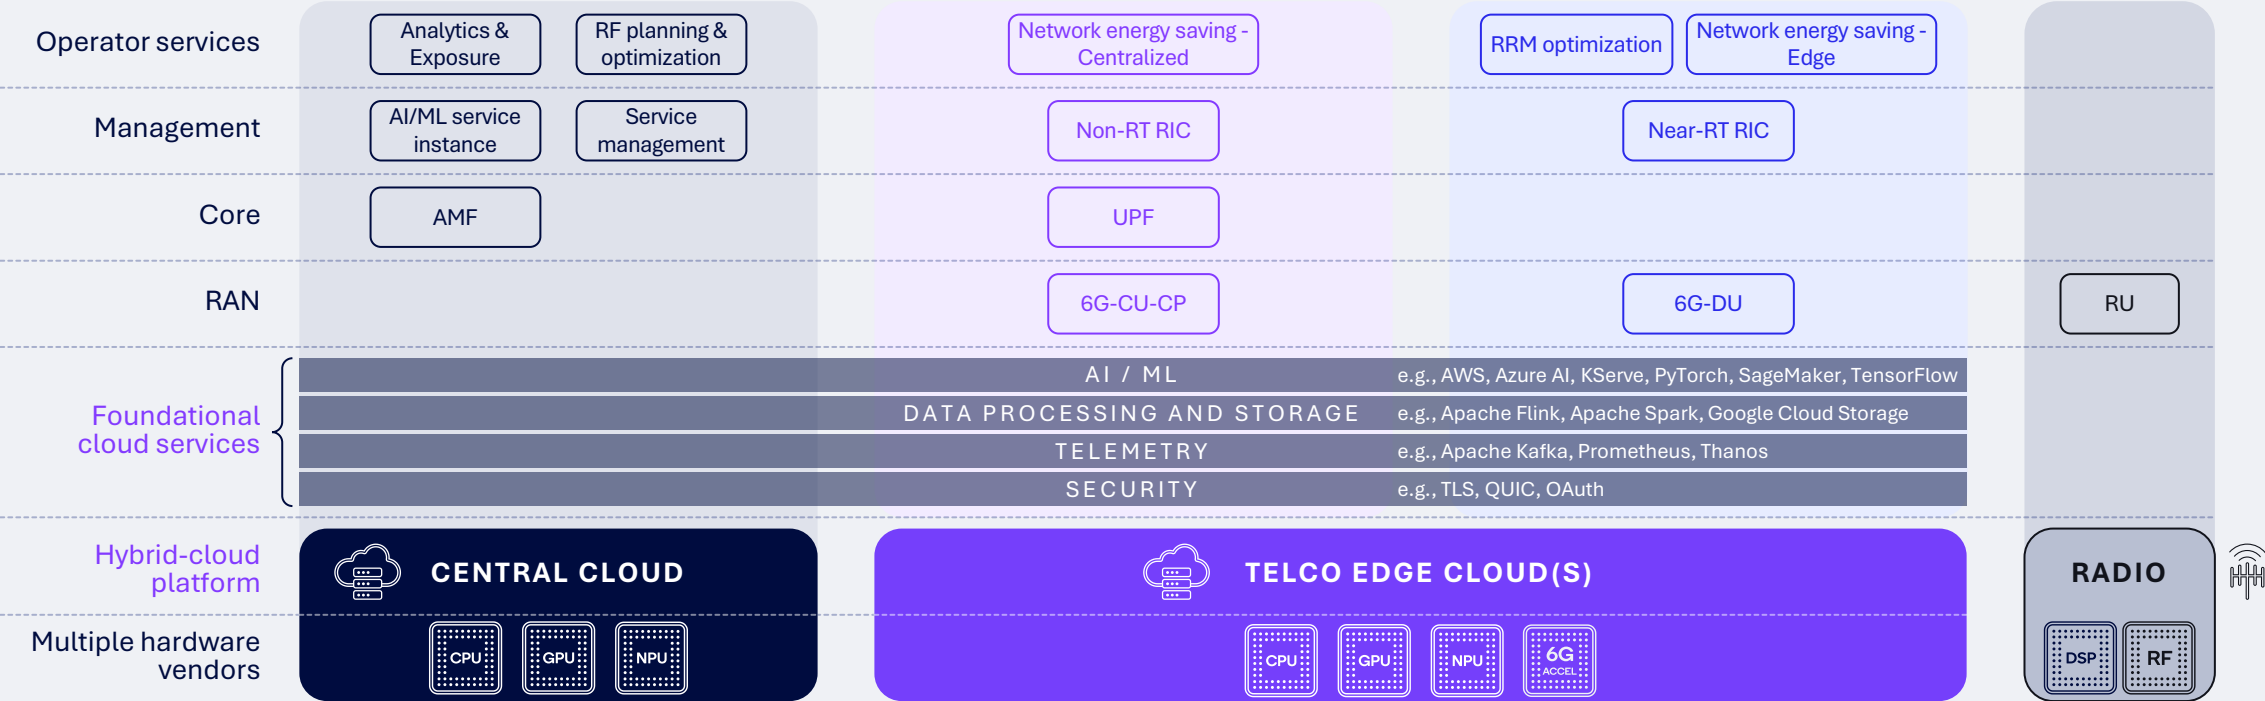 Operator services
Analytics &
Exposure
RF planning &
optimization
Network energy saving -
Centralized
RRM optimization
Network energy saving -
Edge
Management
AI/ML service
instance
Service
management
Non-RT RIC
Near-RT RIC
Core
AMF
UPF
RAN
6G-CU-CP
6G-DU
RU
Foundational
cloud services
AI / ML
e.g., AWS, Azure AI, KServe, PyTorch, SageMaker, TensorFlow
DATA PROCESSING AND STORAGE
e.g., Apache Flink, Apache Spark, Google Cloud Storage
TELEMETRY
e.g., Apache Kafka, Prometheus, Thanos
SECURITY
e.g., TLS, QUIC, OAuth
Hybrid-cloud
platform
CENTRAL CLOUD
TELCO EDGE CLOUD(S)
RADIO
Multiple hardware
vendors
CPU
GPU
NPU
CPU
GPU
NPU
6G
ACCEL
DSP
RF